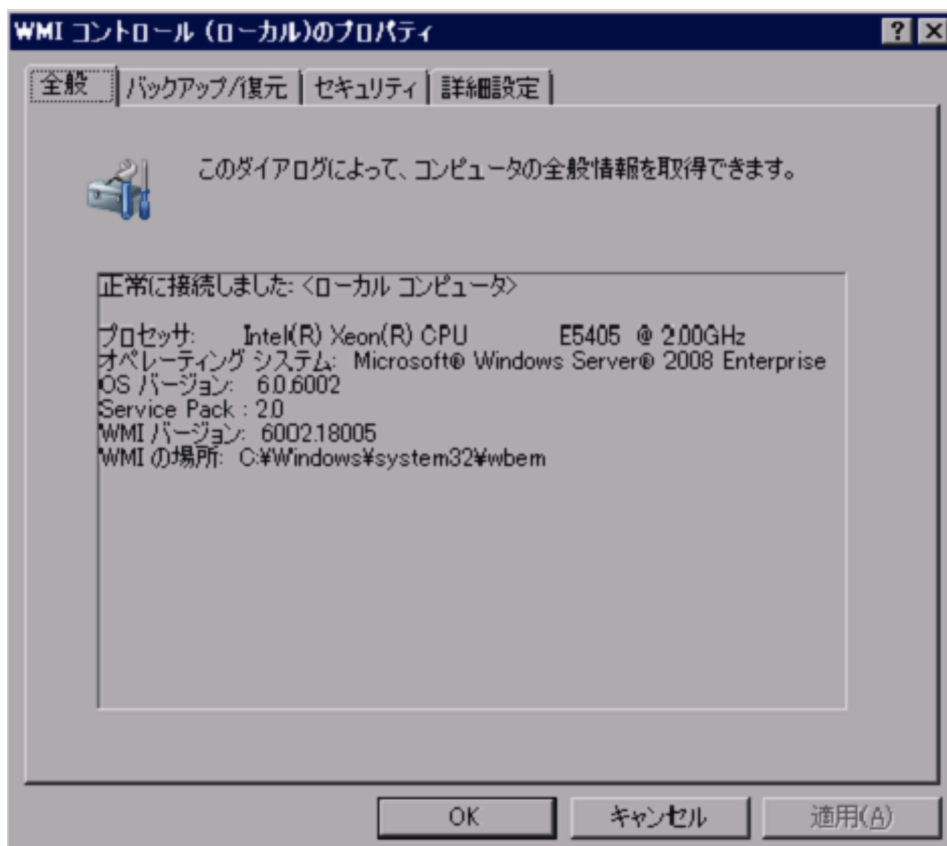 WMI コントロール (ローカル)のプロパティ
全般 バックアップ/復元 セキュリティ 詳細設定
このダイアログによって、コンピュータの全般情報を取得できます。
正常に接続しました: <ローカル コンピュータ>
プロセッサ: Intel(R) Xeon(R) CPU E5405 @ 2.00GHz
オペレーティング システム: Microsoft® Windows Server® 2008 Enterprise
OS バージョン: 6.0.6002
Service Pack : 2.0
WMI バージョン: 6002.18005
WMI の場所: C:¥Windows¥system32¥wbem
OK キャンセル 適用(A)